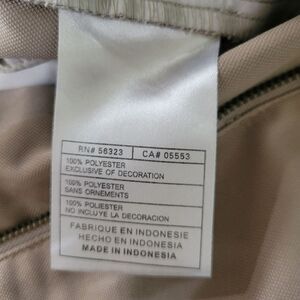 RN# 56323 CA# 05553
100% POLYESTER
EXCLUSIVE OF DECORATION
100% POLYESTER
SANS ORNEMENTS
100% POLIESTER
NO INCLUYE LA DECORACION
FABRIQUE EN INDONESIE
HECHO EN INDONESIA
MADE IN INDONESIA